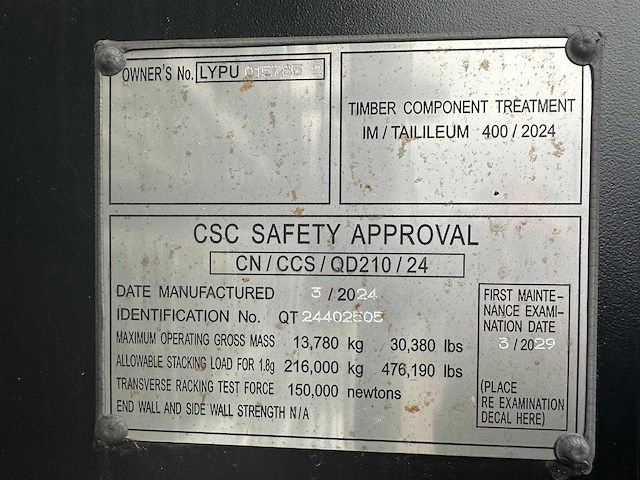 OWNER'S No. LYPU 015786 2
TIMBER COMPONENT TREATMENT
IM / TAILILEUM 400 / 2024
CSC SAFETY APPROVAL
CN / CCS / QD210 / 24
DATE MANUFACTURED 3 / 2024
IDENTIFICATION No. QT 24402505
MAXIMUM OPERATING GROSS MASS 13,780 kg 30,380 lbs
ALLOWABLE STACKING LOAD FOR 1.8g 216,000 kg 476,190 lbs
TRANSVERSE RACKING TEST FORCE 150,000 newtons
END WALL AND SIDE WALL STRENGTH N/A
FIRST MAINTE-
NANCE EXAMI-
NATION DATE
3 / 2029
(PLACE
RE EXAMINATION
DECAL HERE)